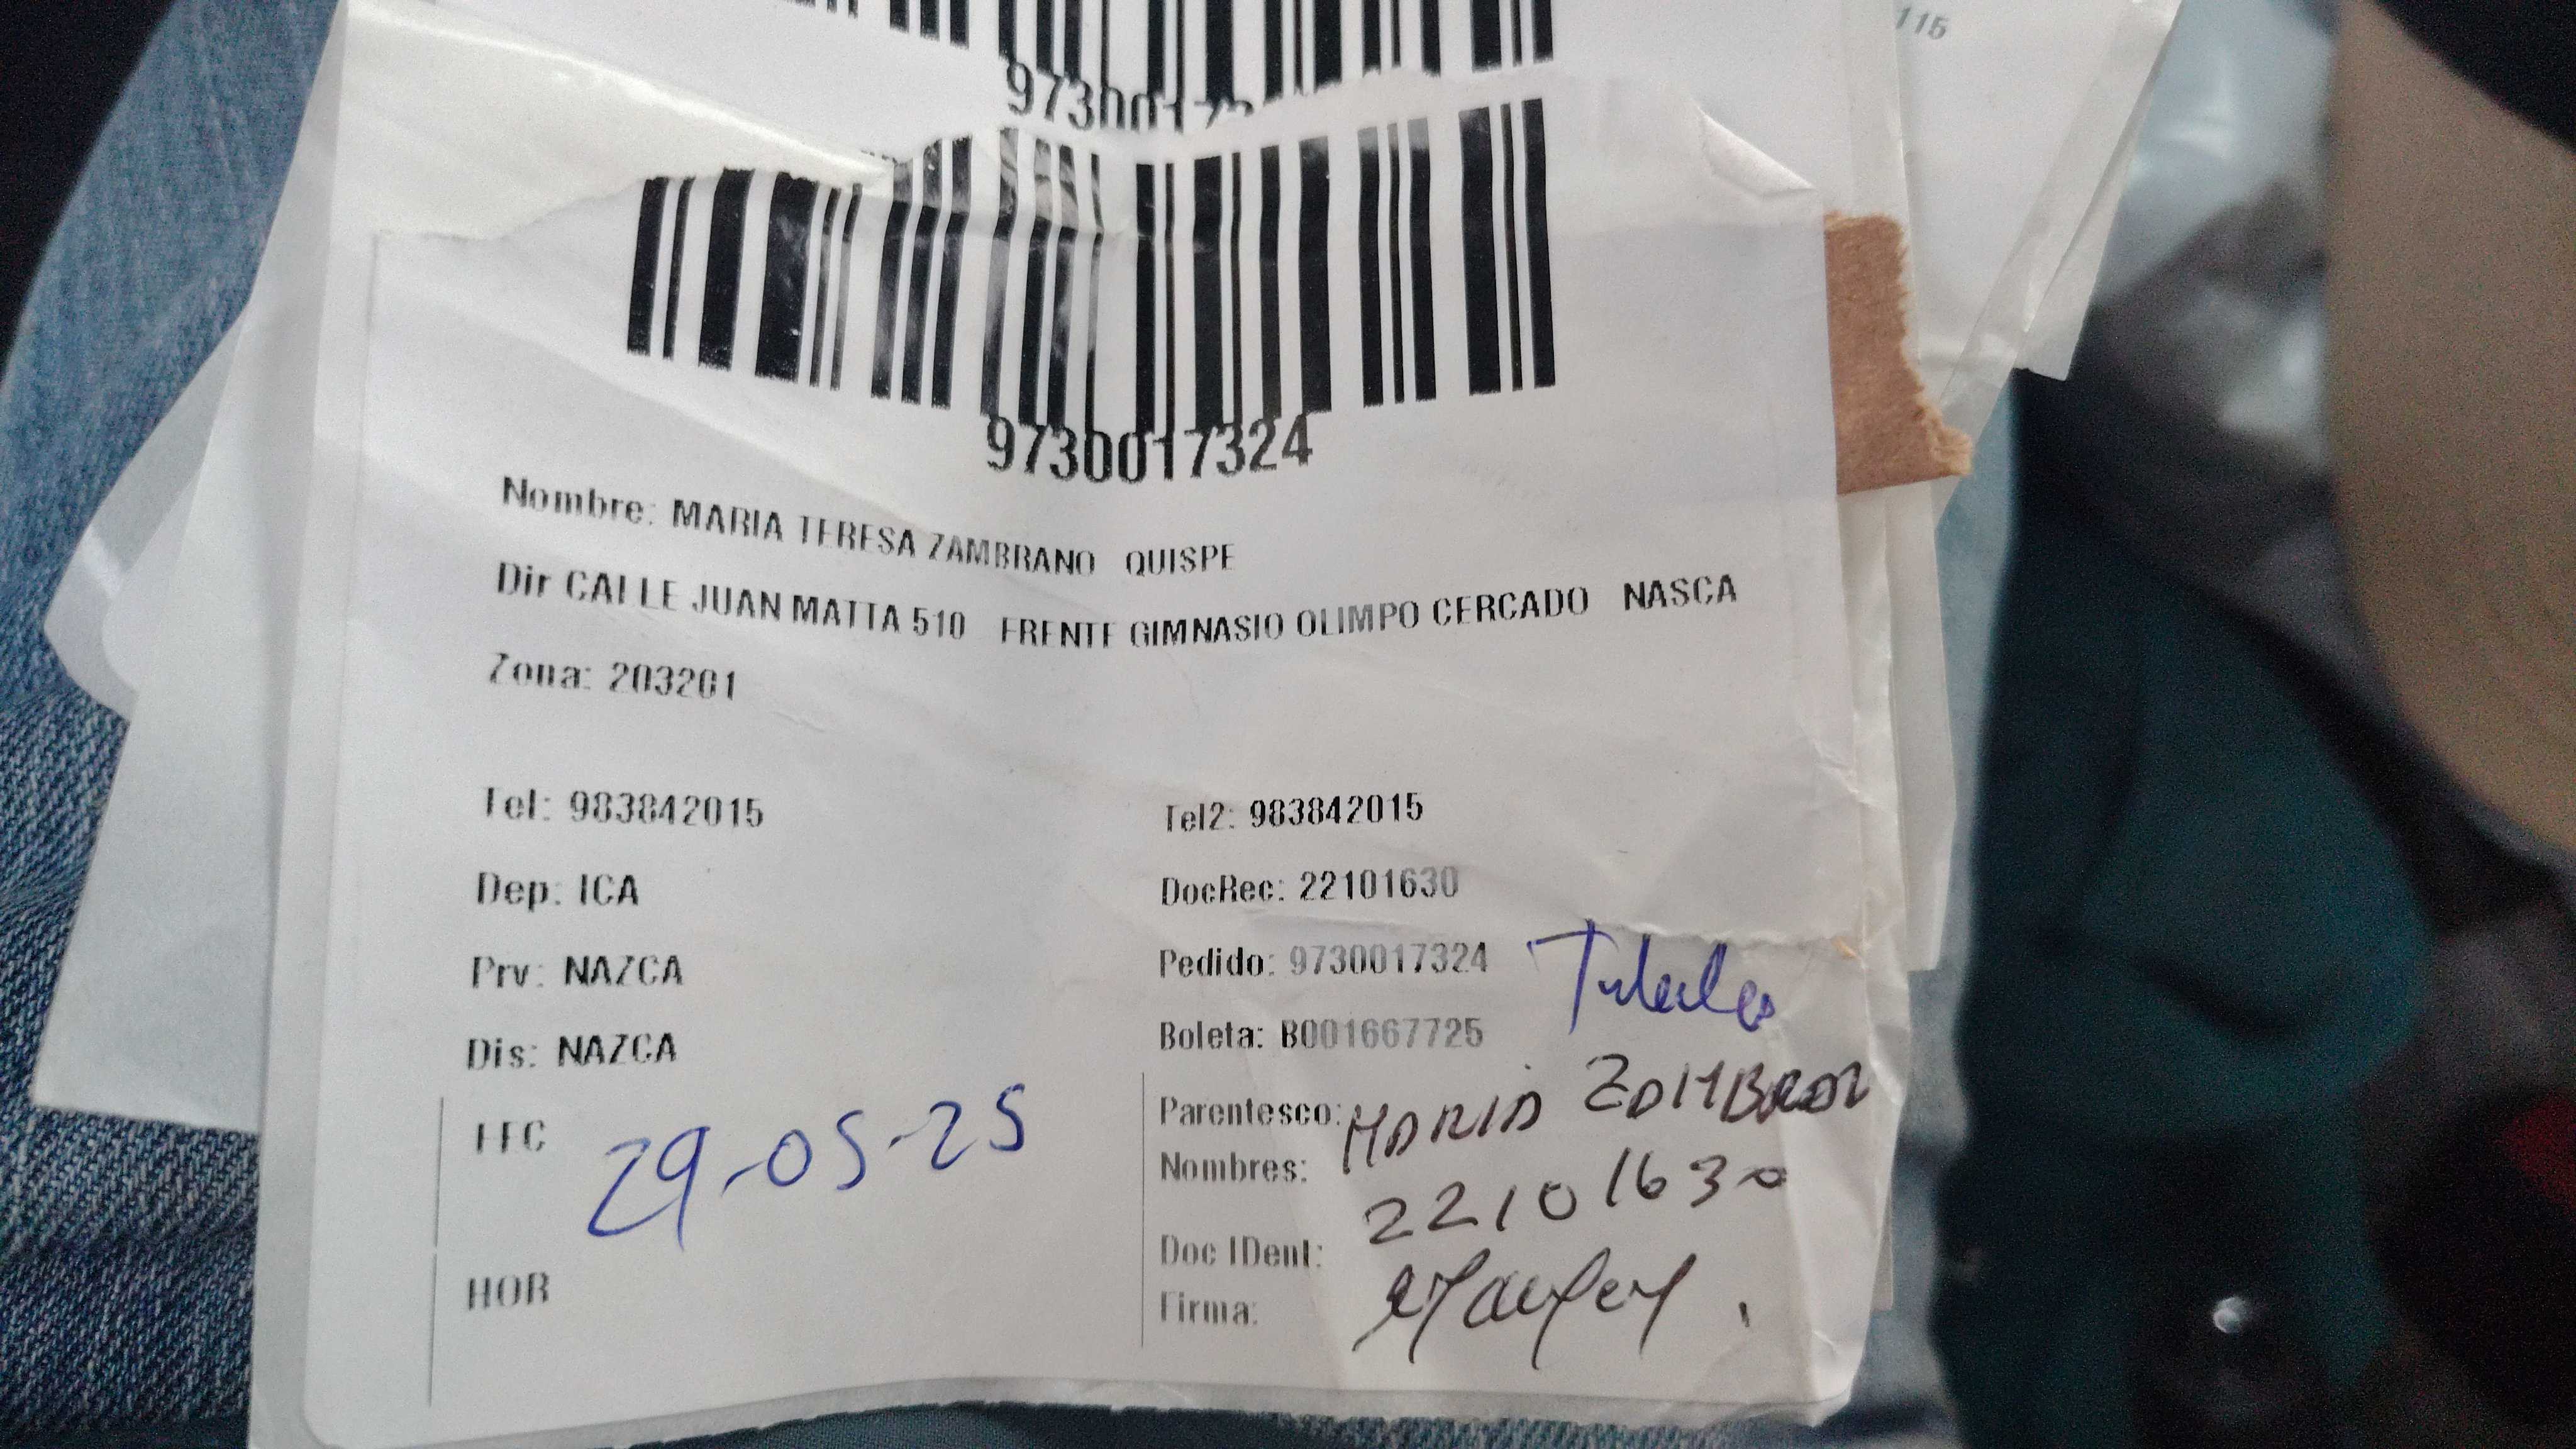 115
9730017324
Nombre: MARIA TERESA ZAMBRANO QUISPE
Dir CALLE JUAN MATTA 510 FRENTE GIMNASIO OLIMPO CERCADO NASCA
Zona: 203201
Tel: 983842015 Tel2: 983842015
Dep: ICA DocRec: 22101630
Prv: NAZCA Pedido: 9730017324
Dis: NAZCA Boleta: B001667725
FEC 29-05-25
Parentesco: MARIA
Nombres: 22101630
Doc IDent:
HOR Firma: